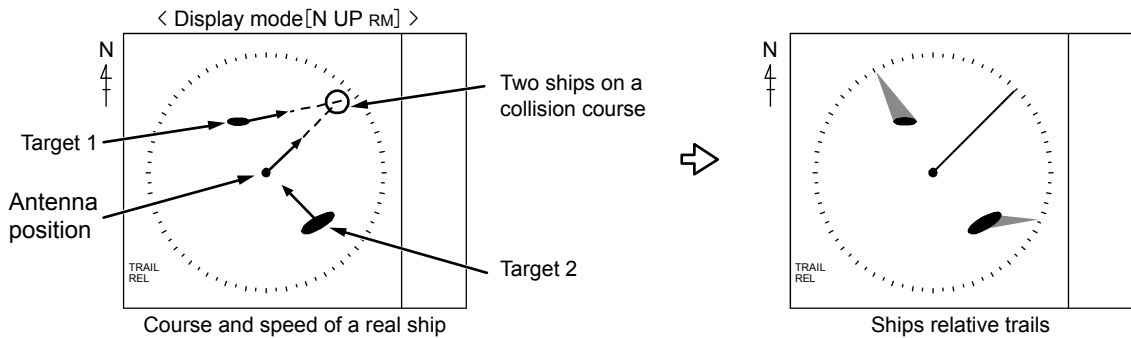 < Display mode[N UP RM] >
N
Two ships on a
collision course
Target 1
Antenna
position
Target 2
TRAIL
REL
Course and speed of a real ship
N
TRAIL
REL
Ships relative trails